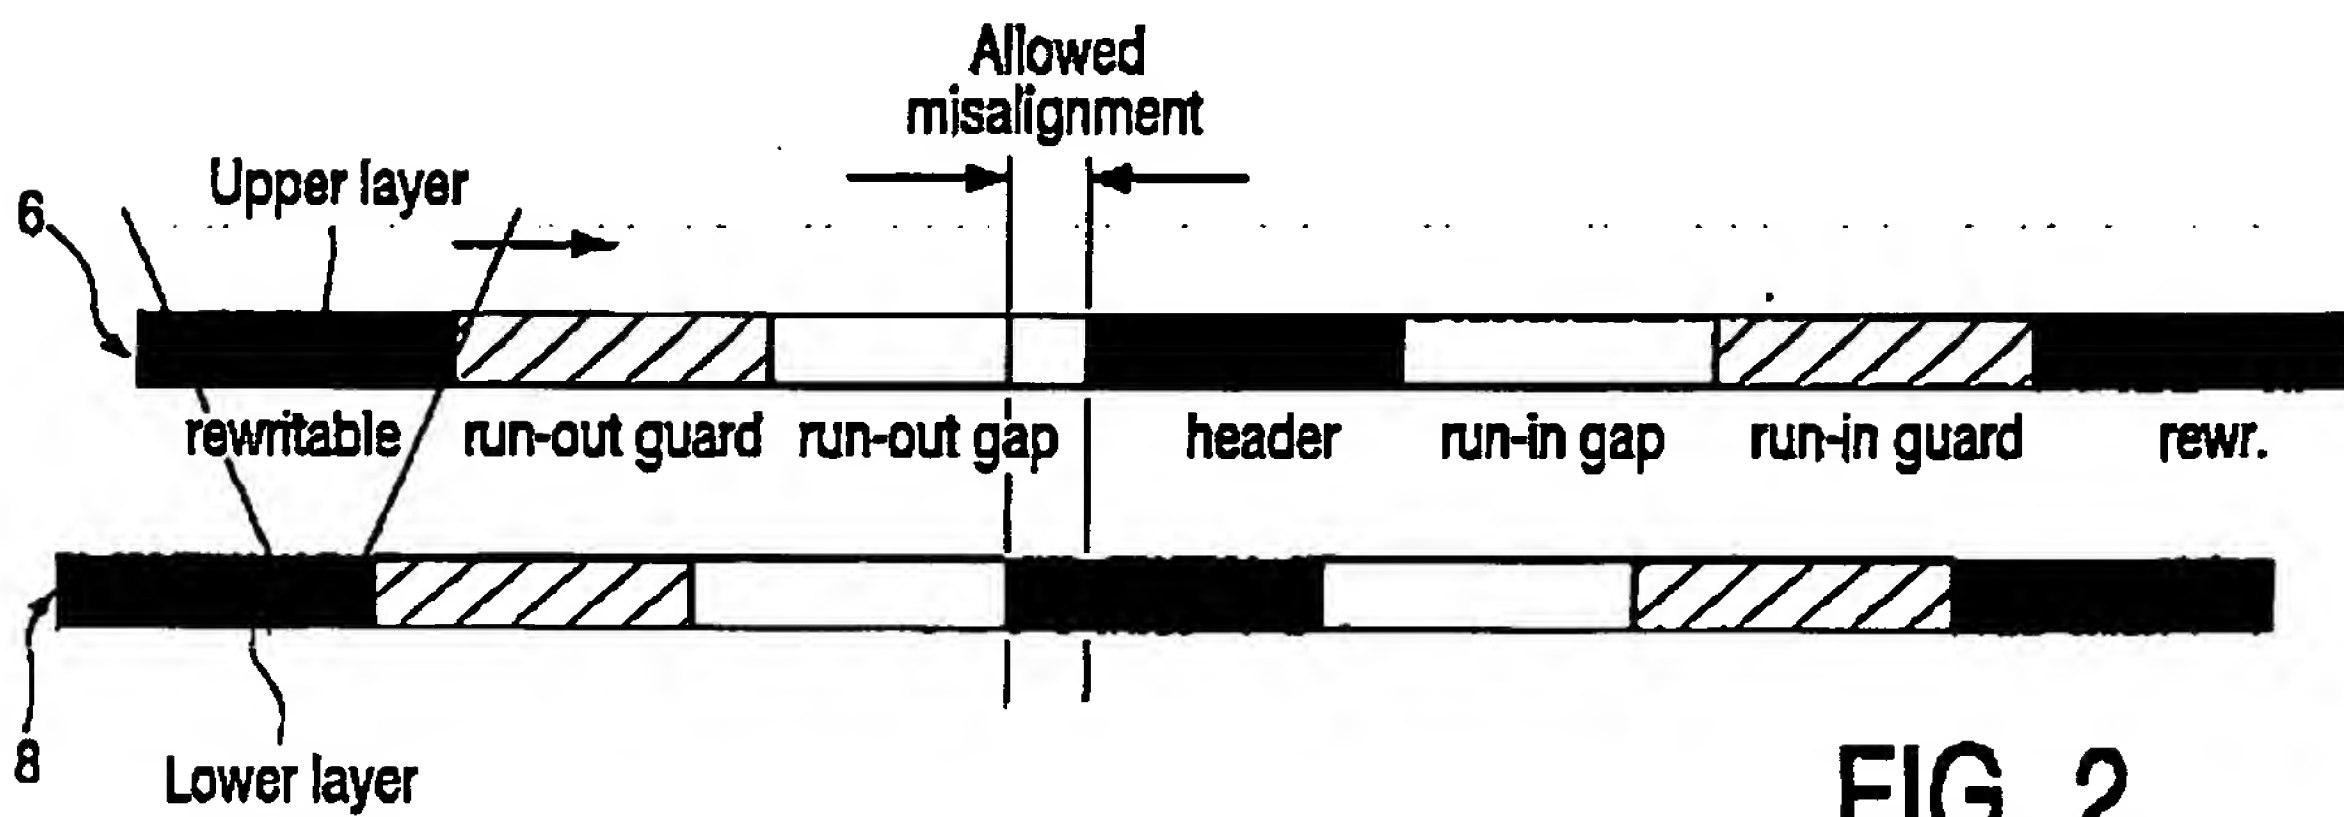 Allowed
misalignment
Upper layer
6
rewritable run-out guard run-out gap header run-in gap run-in guard rewr.
8
Lower layer
FIG. 2